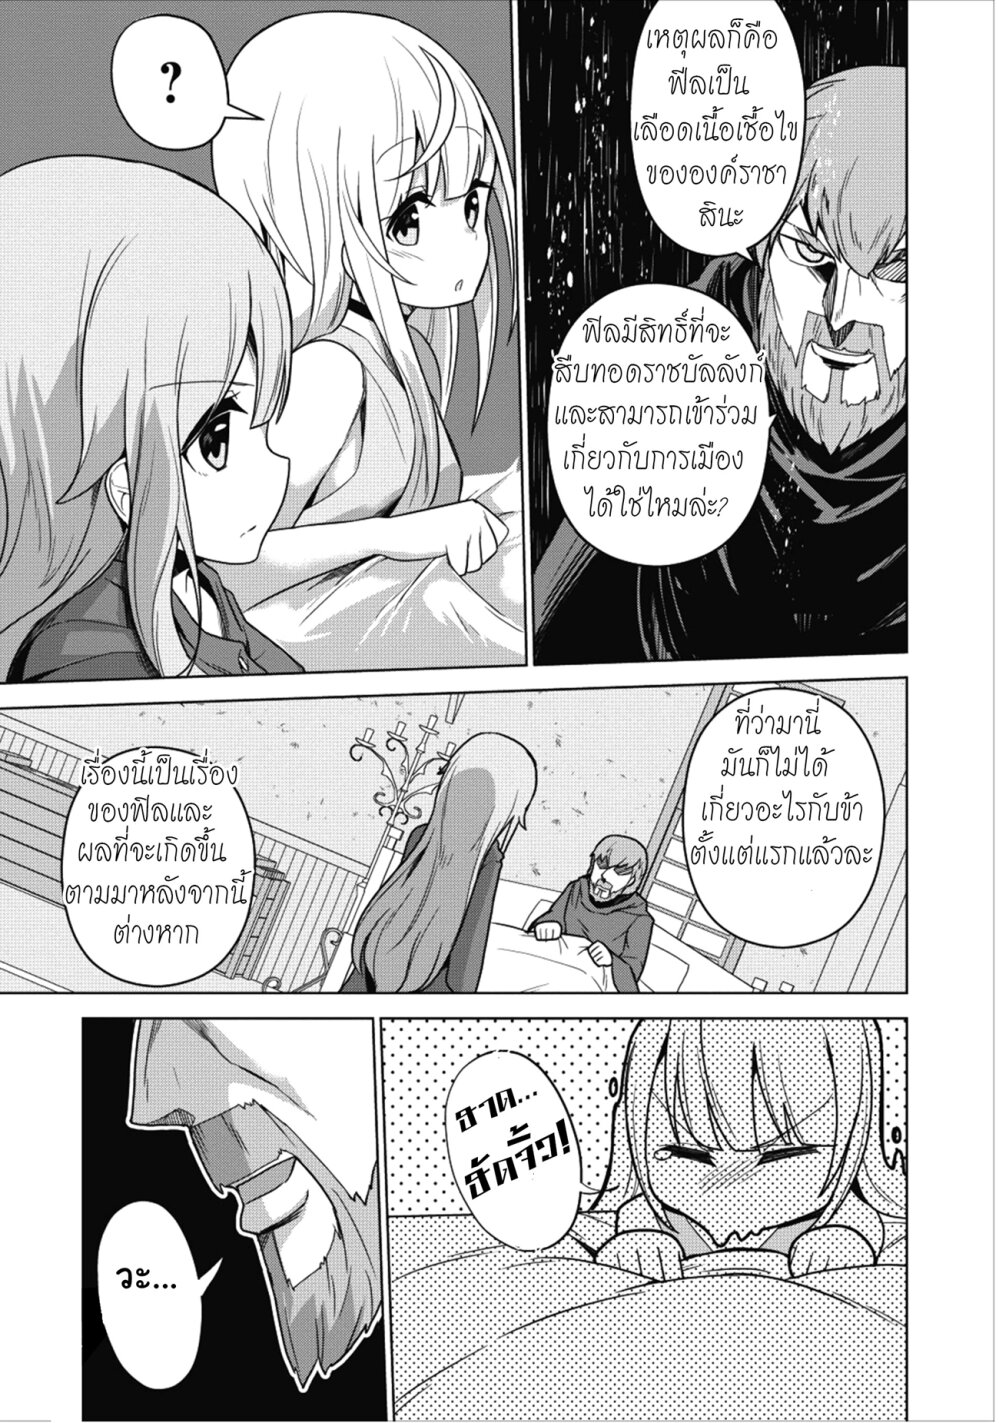 เหตุผลก็คือ
ฟีลเป็น
เลือดเนื้อเชื้อไข
ขององค์ราชา
สินะ
ฟิลมีสิทธิ์ที่จะ
สืบทอดราชบัลลังก์
และสามารถเข้าร่วม
เกี่ยวกับการเมือง
ได้ใช่ไหมล่ะ?
?
ที่ว่ามานี่
มันก็ไม่ได้
เกี่ยวอะไรกับข้า
ตั้งแต่แรกแล้วละ
เรื่องนี้เป็นเรื่อง
ของฟิลและ
ผลที่จะเกิดขึ้น
ตามมาหลังจากนี้
ต่างหาก
ฮาด...
ฮัดจิ้ว!
วะ...